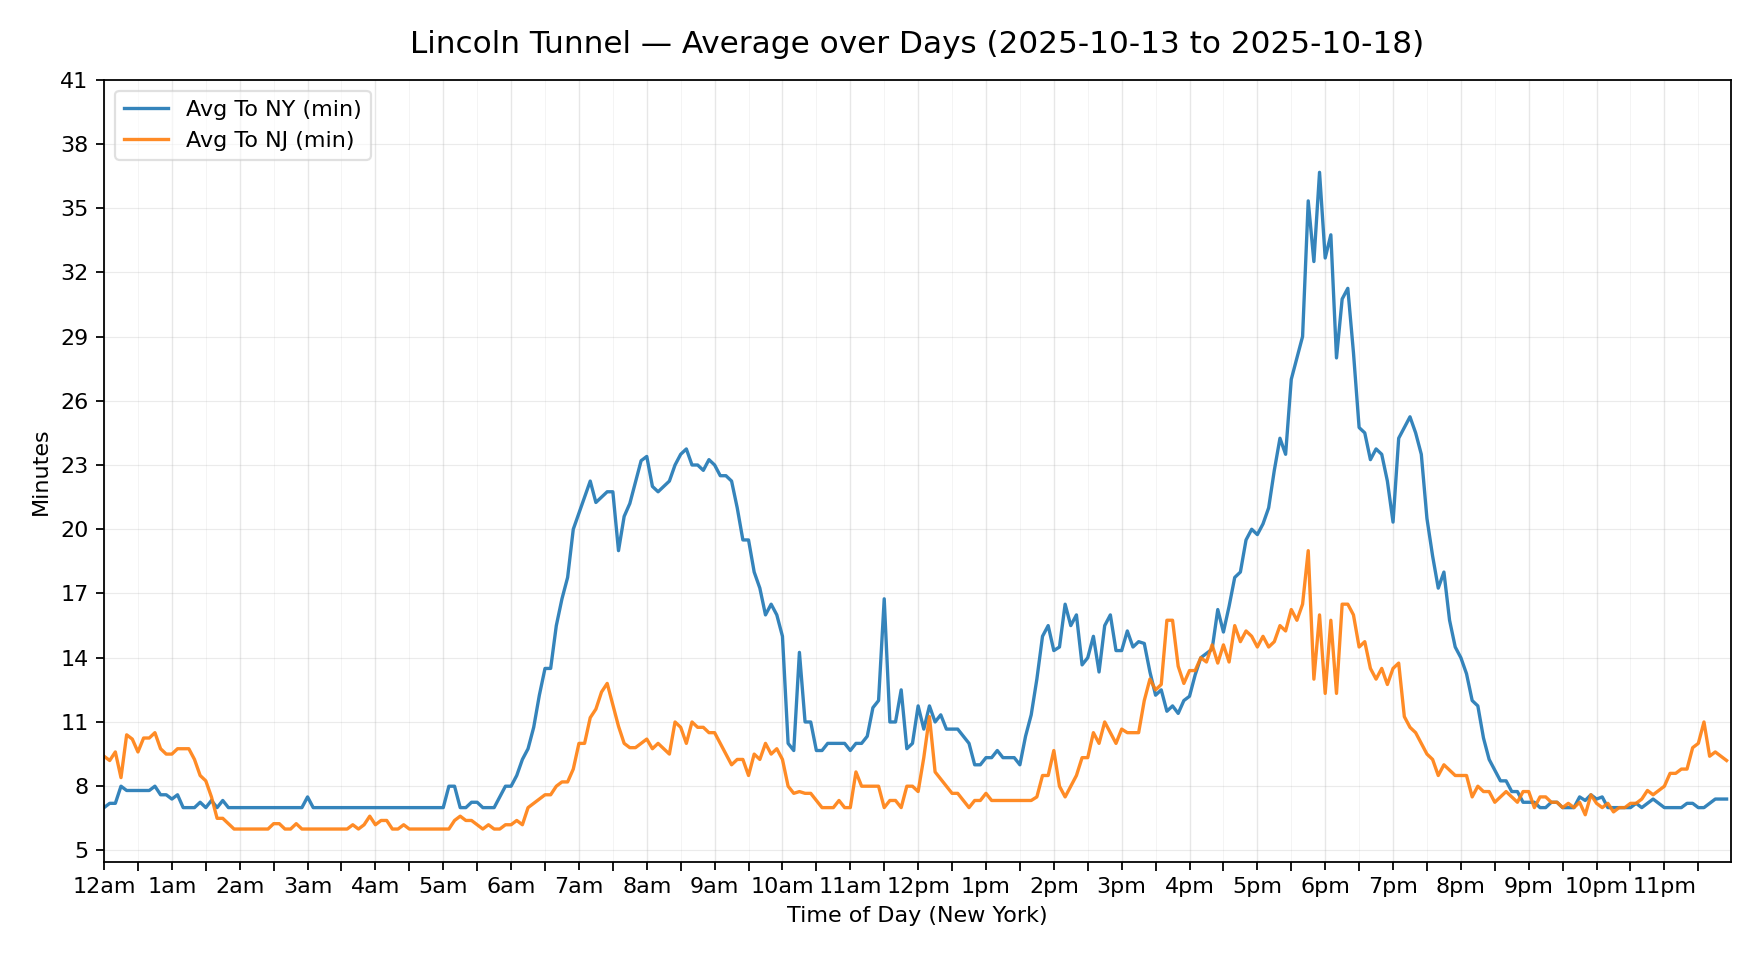 Lincoln Tunnel — Average over Days (2025-10-13 to 2025-10-18)
Avg To NY (min)
Avg To NJ (min)
Minutes
41
38
35
32
29
26
23
20
17
14
11
8
5
12am 1am 2am 3am 4am 5am 6am 7am 8am 9am 10am 11am 12pm 1pm 2pm 3pm 4pm 5pm 6pm 7pm 8pm 9pm 10pm 11pm
Time of Day (New York)